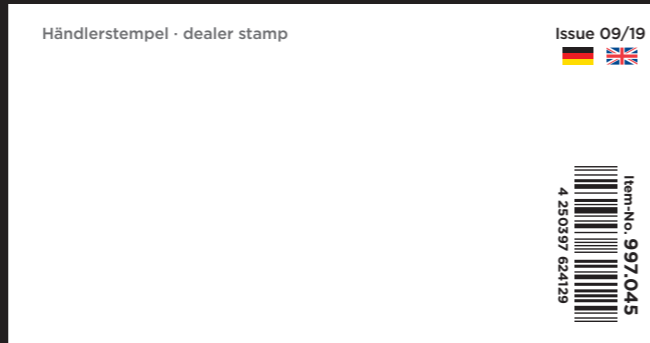 Händlerstempel · dealer stamp
Issue 09/19
Item-No. 997.045
4 250397 624129